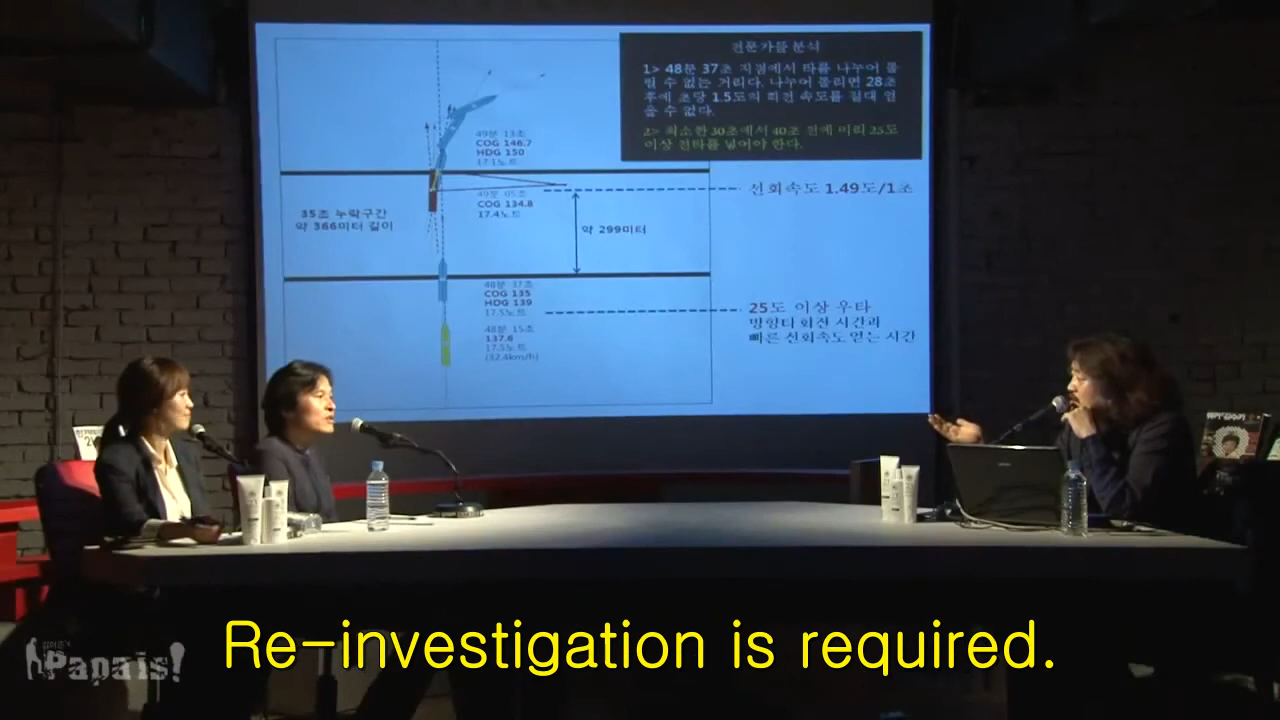 전문가들 분석
1> 48분 37초 지점에서 타를 나누어 돌
릴 수 없는 거리다. 나누어 돌리면 28초
후에 초당 1.5도의 회전 속도를 절대 얻
을 수 없다.
2> 최소한 30초에서 40초 전에 미리 25도
이상 전타를 넣어야 한다.
49분 13초
COG 146.7
HDG 150
17.1노트
49분 05초
COG 134.8
17.4노트
선회속도 1.49도/1초
35초 누락구간
약 366미터 길이
약 299미터
48분 37초
COG 135
HDG 139
17.5노트
48분 15초
137.6
17.5노트
(32.4km/h)
25도 이상 우타
명향타 회전 시간과
빠른 선회속도 얻는 시간
김어준's
Papa is!
Re-investigation is required.